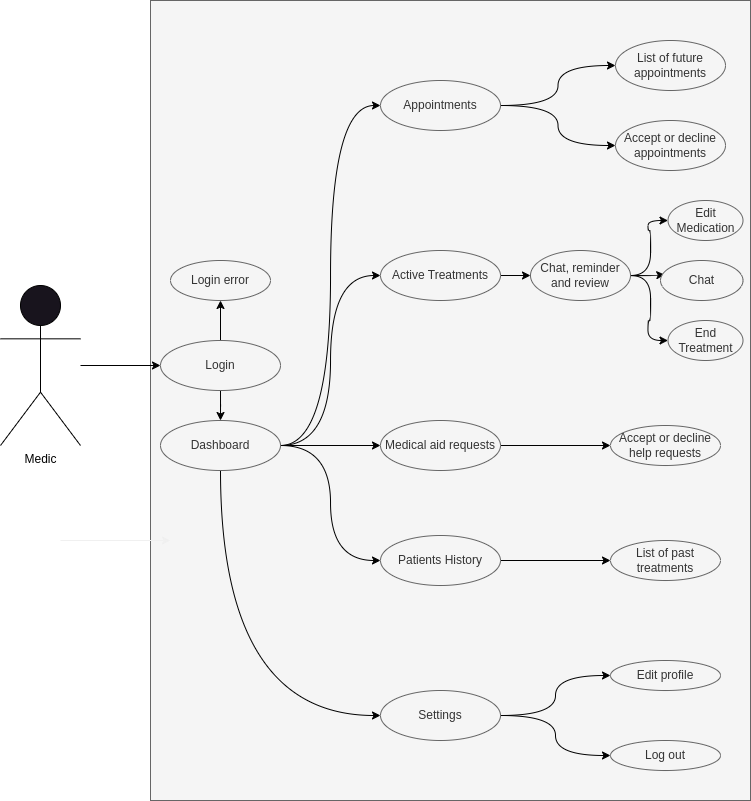 List of future
appointments
Appointments
Accept or decline
appointments
Edit
Medication
Login error
Active Treatments
Chat, reminder
and review
Chat
End
Treatment
Login
Dashboard
Medical aid requests
Accept or decline
help requests
Medic
Patients History
List of past
treatments
Edit profile
Settings
Log out